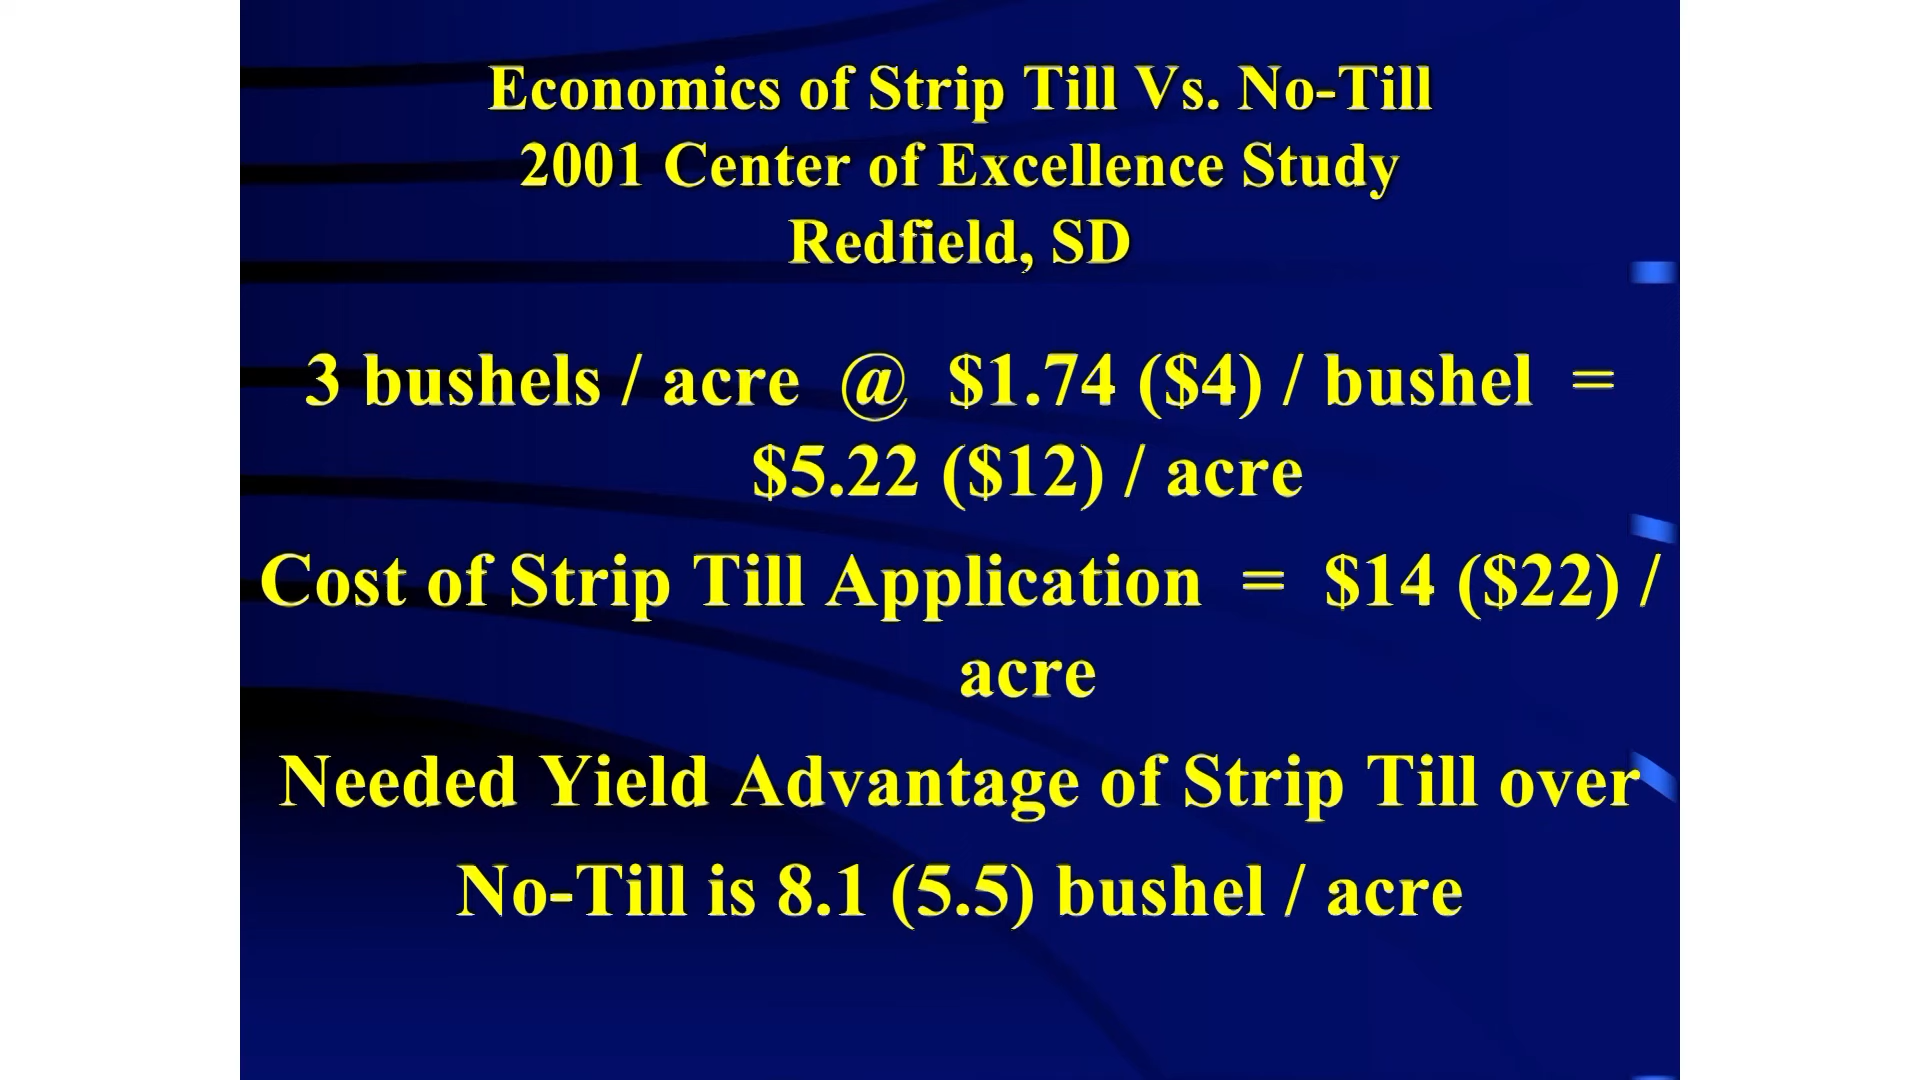 Economics of Strip Till Vs. No-Till
2001 Center of Excellence Study
Redfield, SD
3 bushels / acre @ $1.74 ($4) / bushel =
$5.22 ($12) / acre
Cost of Strip Till Application = $14 ($22) /
acre
Needed Yield Advantage of Strip Till over
No-Till is 8.1 (5.5) bushel / acre